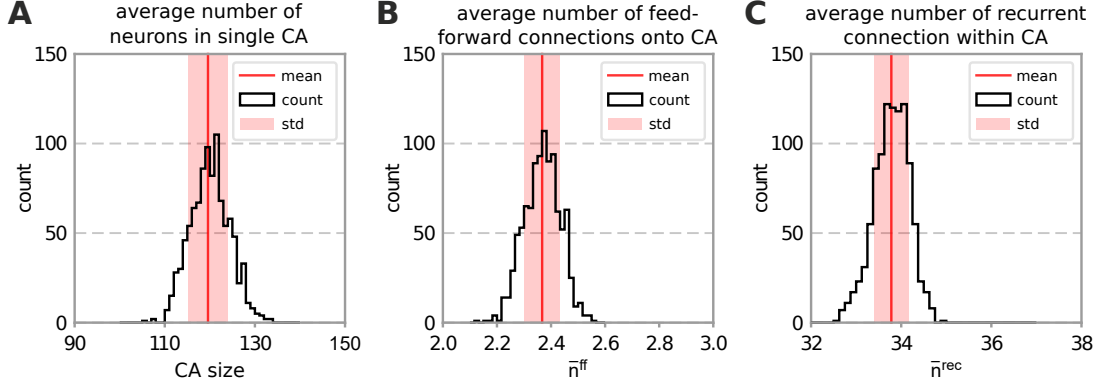 A
average number of
neurons in single CA
150
100
50
0
count
90
110
130
150
CA size
mean
count
std
B
average number of feed-
forward connections onto CA
150
100
50
0
count
2.0
2.2
2.4
2.6
2.8
3.0
n̄ᶠᶠ
mean
count
std
C
average number of recurrent
connection within CA
150
100
50
0
count
32
34
36
38
n̄ʳᵉᶜ
mean
count
std